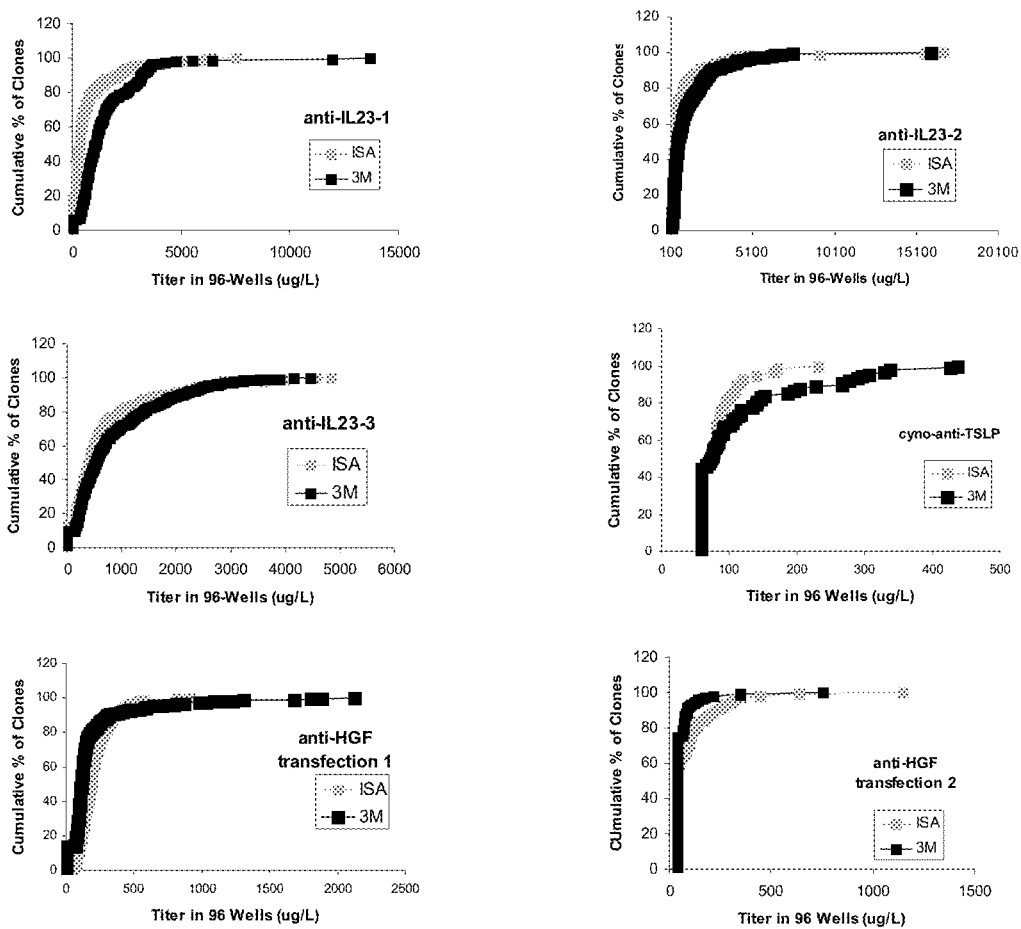 120
100
80
60
40
20
0
Cumulative % of Clones
anti-IL23-1
ISA
3M
0 5000 10000 15000
Titer in 96-Wells (ug/L)
120
100
80
60
40
20
0
Cumulative % of Clones
anti-IL23-2
ISA
3M
100 5100 10100 15100 20100
Titer in 96-Wells (ug/L)
120
100
80
60
40
20
0
Cumulative % of Clones
anti-IL23-3
ISA
3M
0 1000 2000 3000 4000 5000 6000
Titer in 96-Wells (ug/L)
120
100
80
60
40
20
0
Cumulative % of Clones
cyno-anti-TSLP
ISA
3M
0 100 200 300 400 500
Titer in 96 Wells (ug/L)
120
100
80
60
40
20
0
Cumulative % of Clones
anti-HGF
transfection 1
ISA
3M
0 500 1000 1500 2000 2500
Titer in 96 Wells (ug/L)
120
100
80
60
40
20
0
CUmulative % of Clones
anti-HGF
transfection 2
ISA
3M
0 500 1000 1500
Titer in 96 Wells (ug/L)